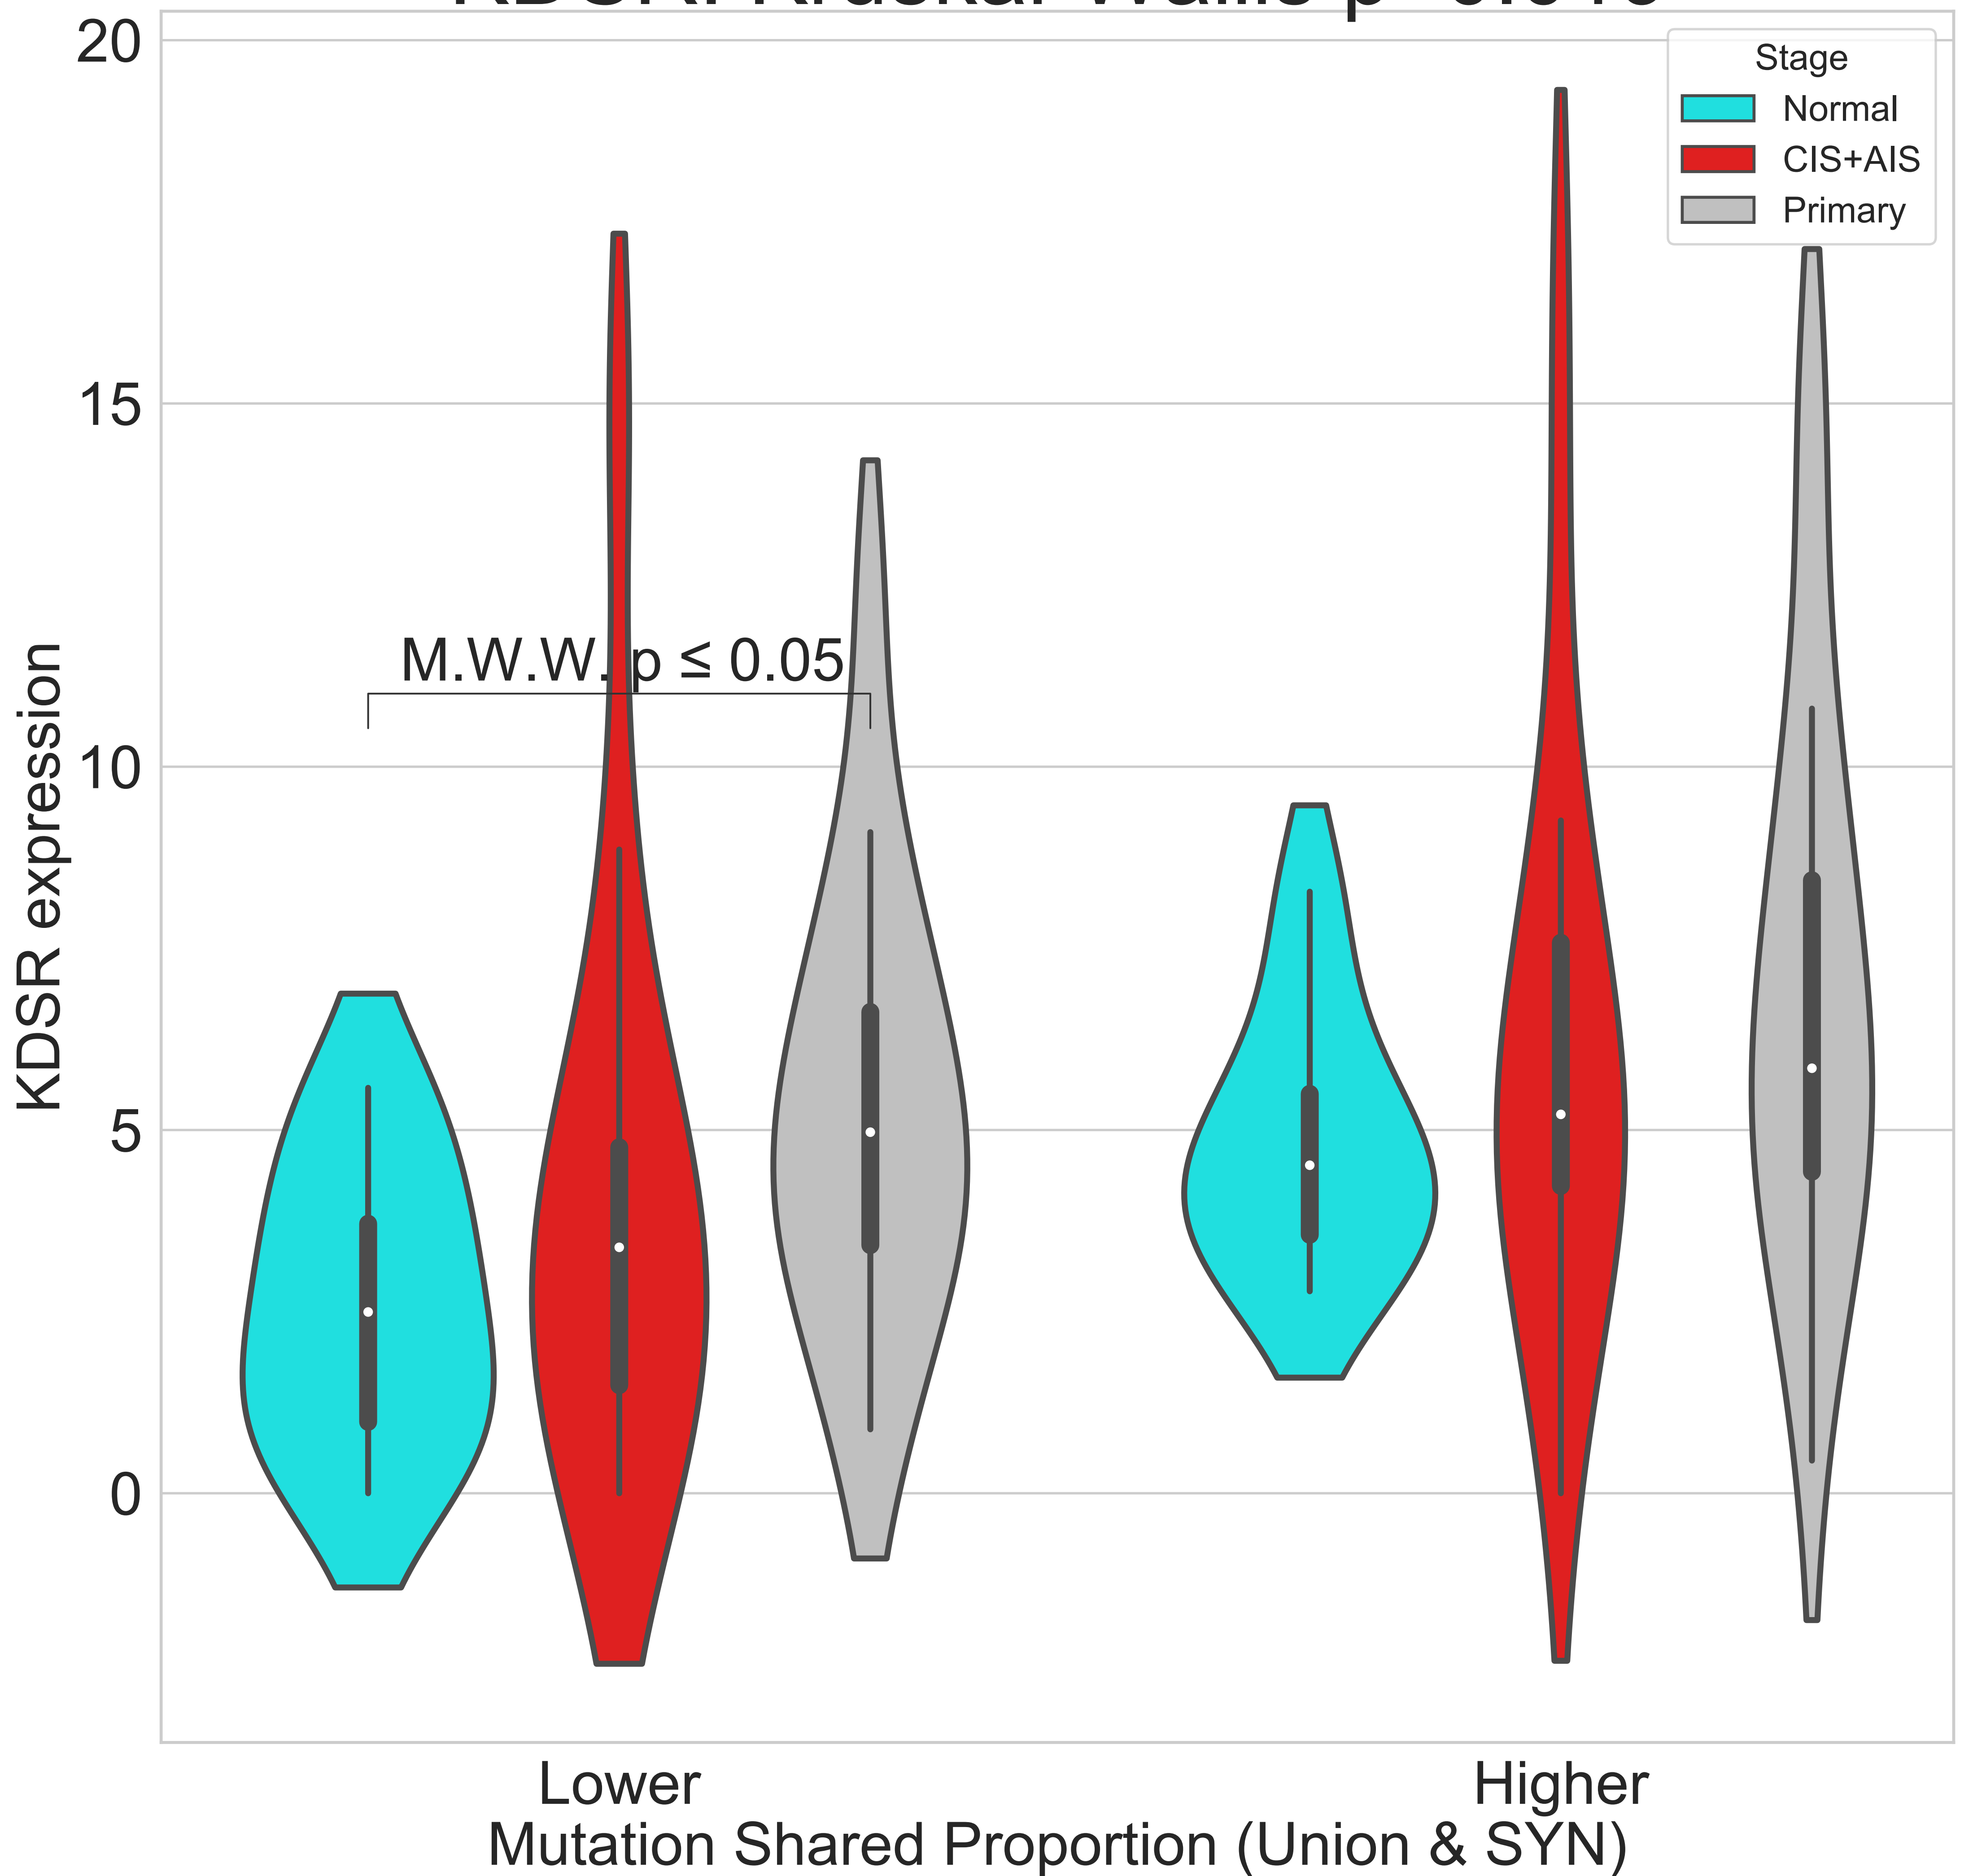 20
15
10
5
0
KDSR expression
Stage
Normal
CIS+AIS
Primary
M.W.W. p ≤ 0.05
Lower
Higher
Mutation Shared Proportion (Union & SYN)